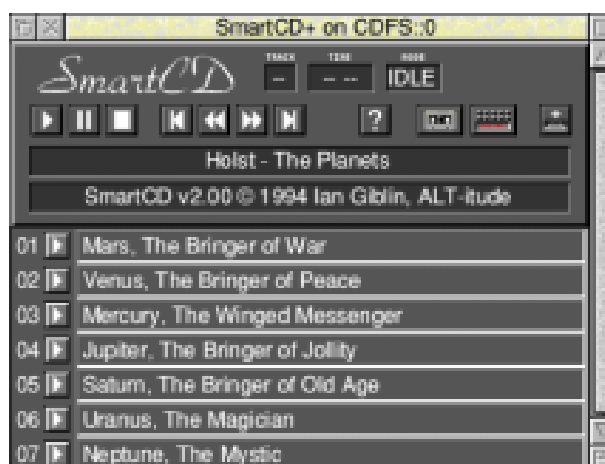 SmartCD+ on CDFS::0
SmartCD
TRACK TIME MODE
– – – IDLE
?
Holst - The Planets
SmartCD v2.00 © 1994 Ian Giblin, ALT-itude
01 Mars, The Bringer of War
02 Venus, The Bringer of Peace
03 Mercury, The Winged Messenger
04 Jupiter, The Bringer of Jollity
05 Saturn, The Bringer of Old Age
06 Uranus, The Magician
07 Neptune, The Mystic